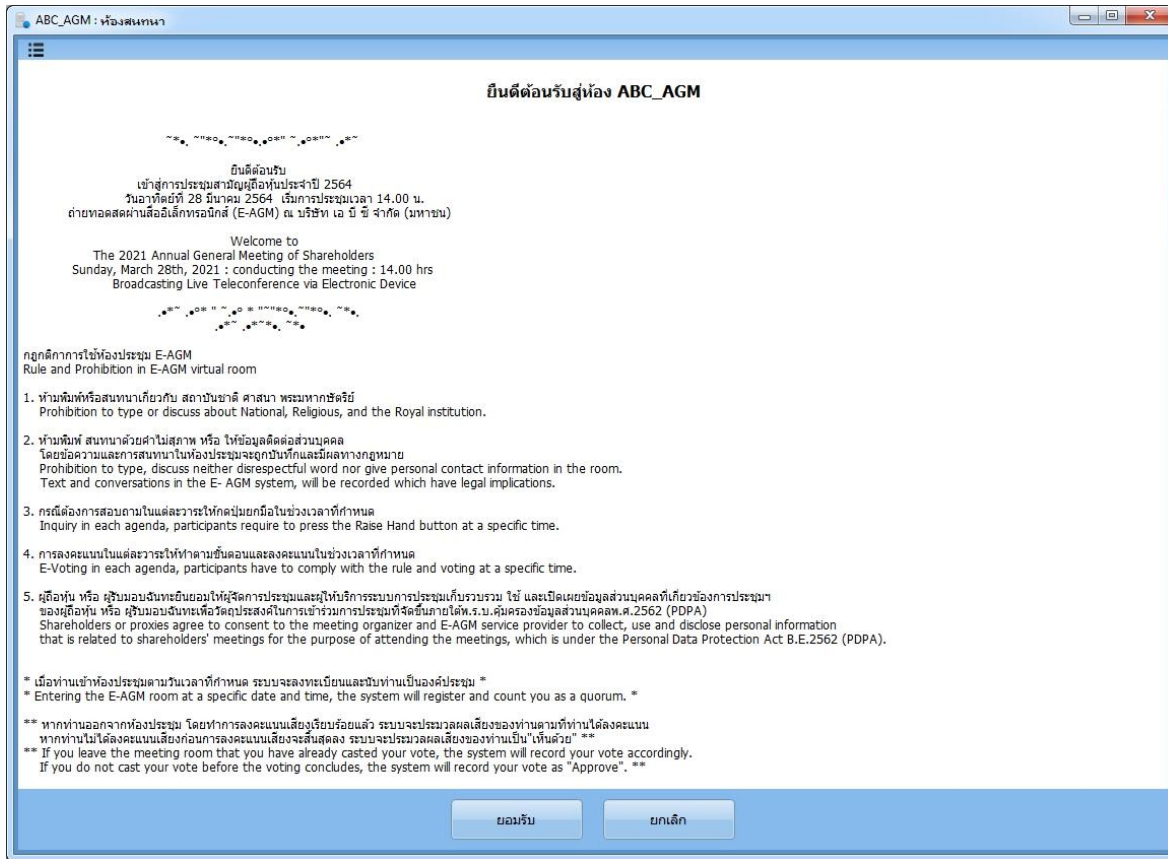 ABC_AGM : ห้องสนทนา
ยินดีต้อนรับสู่ห้อง ABC_AGM
˜*•. ˜"*°•.˜"*°•.•°*"˜ .•°*"˜ .•*˜
ยินดีต้อนรับ
เข้าสู่การประชุมสามัญผู้ถือหุ้นประจำปี 2564
วันอาทิตย์ที่ 28 มีนาคม 2564 เริ่มการประชุมเวลา 14.00 น.
ถ่ายทอดสดผ่านสื่ออิเล็กทรอนิกส์ (E-AGM) ณ บริษัท เอ บี ซี จำกัด (มหาชน)
Welcome to
The 2021 Annual General Meeting of Shareholders
Sunday, March 28th, 2021 : conducting the meeting : 14.00 hrs
Broadcasting Live Teleconference via Electronic Device
.•*˜ .•°*"˜.•° * "˜"*°•.˜"*°•. ˜*•.
.•*˜ .•*˜*•. ˜*•
กฎกติกาการใช้ห้องประชุม E-AGM
Rule and Prohibition in E-AGM virtual room
1. ห้ามพิมพ์หรือสนทนาเกี่ยวกับ สถาบันชาติ ศาสนา พระมหากษัตริย์
Prohibition to type or discuss about National, Religious, and the Royal institution.
2. ห้ามพิมพ์ สนทนาด้วยคำไม่สุภาพ หรือ ให้ข้อมูลติดต่อส่วนบุคคล
โดยข้อความและการสนทนาในห้องประชุมจะถูกบันทึกและมีผลทางกฎหมาย
Prohibition to type, discuss neither disrespectful word nor give personal contact information in the room.
Text and conversations in the E- AGM system, will be recorded which have legal implications.
3. กรณีต้องการสอบถามในแต่ละวาระให้กดปุ่มยกมือในช่วงเวลาที่กำหนด
Inquiry in each agenda, participants require to press the Raise Hand button at a specific time.
4. การลงคะแนนในแต่ละวาระให้ทำตามขั้นตอนและลงคะแนนในช่วงเวลาที่กำหนด
E-Voting in each agenda, participants have to comply with the rule and voting at a specific time.
5. ผู้ถือหุ้น หรือ ผู้รับมอบฉันทะยินยอมให้ผู้จัดการประชุมและผู้ให้บริการระบบการประชุมเก็บรวบรวม ใช้ และเปิดเผยข้อมูลส่วนบุคคลที่เกี่ยวข้องการประชุมฯ
ของผู้ถือหุ้น หรือ ผู้รับมอบฉันทะเพื่อวัตถุประสงค์ในการเข้าร่วมการประชุมที่จัดขึ้นภายใต้พ.ร.บ.คุ้มครองข้อมูลส่วนบุคคลพ.ศ.2562 (PDPA)
Shareholders or proxies agree to consent to the meeting organizer and E-AGM service provider to collect, use and disclose personal information
that is related to shareholders' meetings for the purpose of attending the meetings, which is under the Personal Data Protection Act B.E.2562 (PDPA).
* เมื่อท่านเข้าห้องประชุมตามวันเวลาที่กำหนด ระบบจะลงทะเบียนและนับท่านเป็นองค์ประชุม *
* Entering the E-AGM room at a specific date and time, the system will register and count you as a quorum. *
** หากท่านออกจากห้องประชุม โดยทำการลงคะแนนเสียงเรียบร้อยแล้ว ระบบจะประมวลผลเสียงของท่านตามที่ท่านได้ลงคะแนน
หากท่านไม่ได้ลงคะแนนเสียงก่อนการลงคะแนนเสียงจะสิ้นสุดลง ระบบจะประมวลผลเสียงของท่านเป็น"เห็นด้วย" **
** If you leave the meeting room that you have already casted your vote, the system will record your vote accordingly.
If you do not cast your vote before the voting concludes, the system will record your vote as "Approve". **
ยอมรับ
ยกเลิก